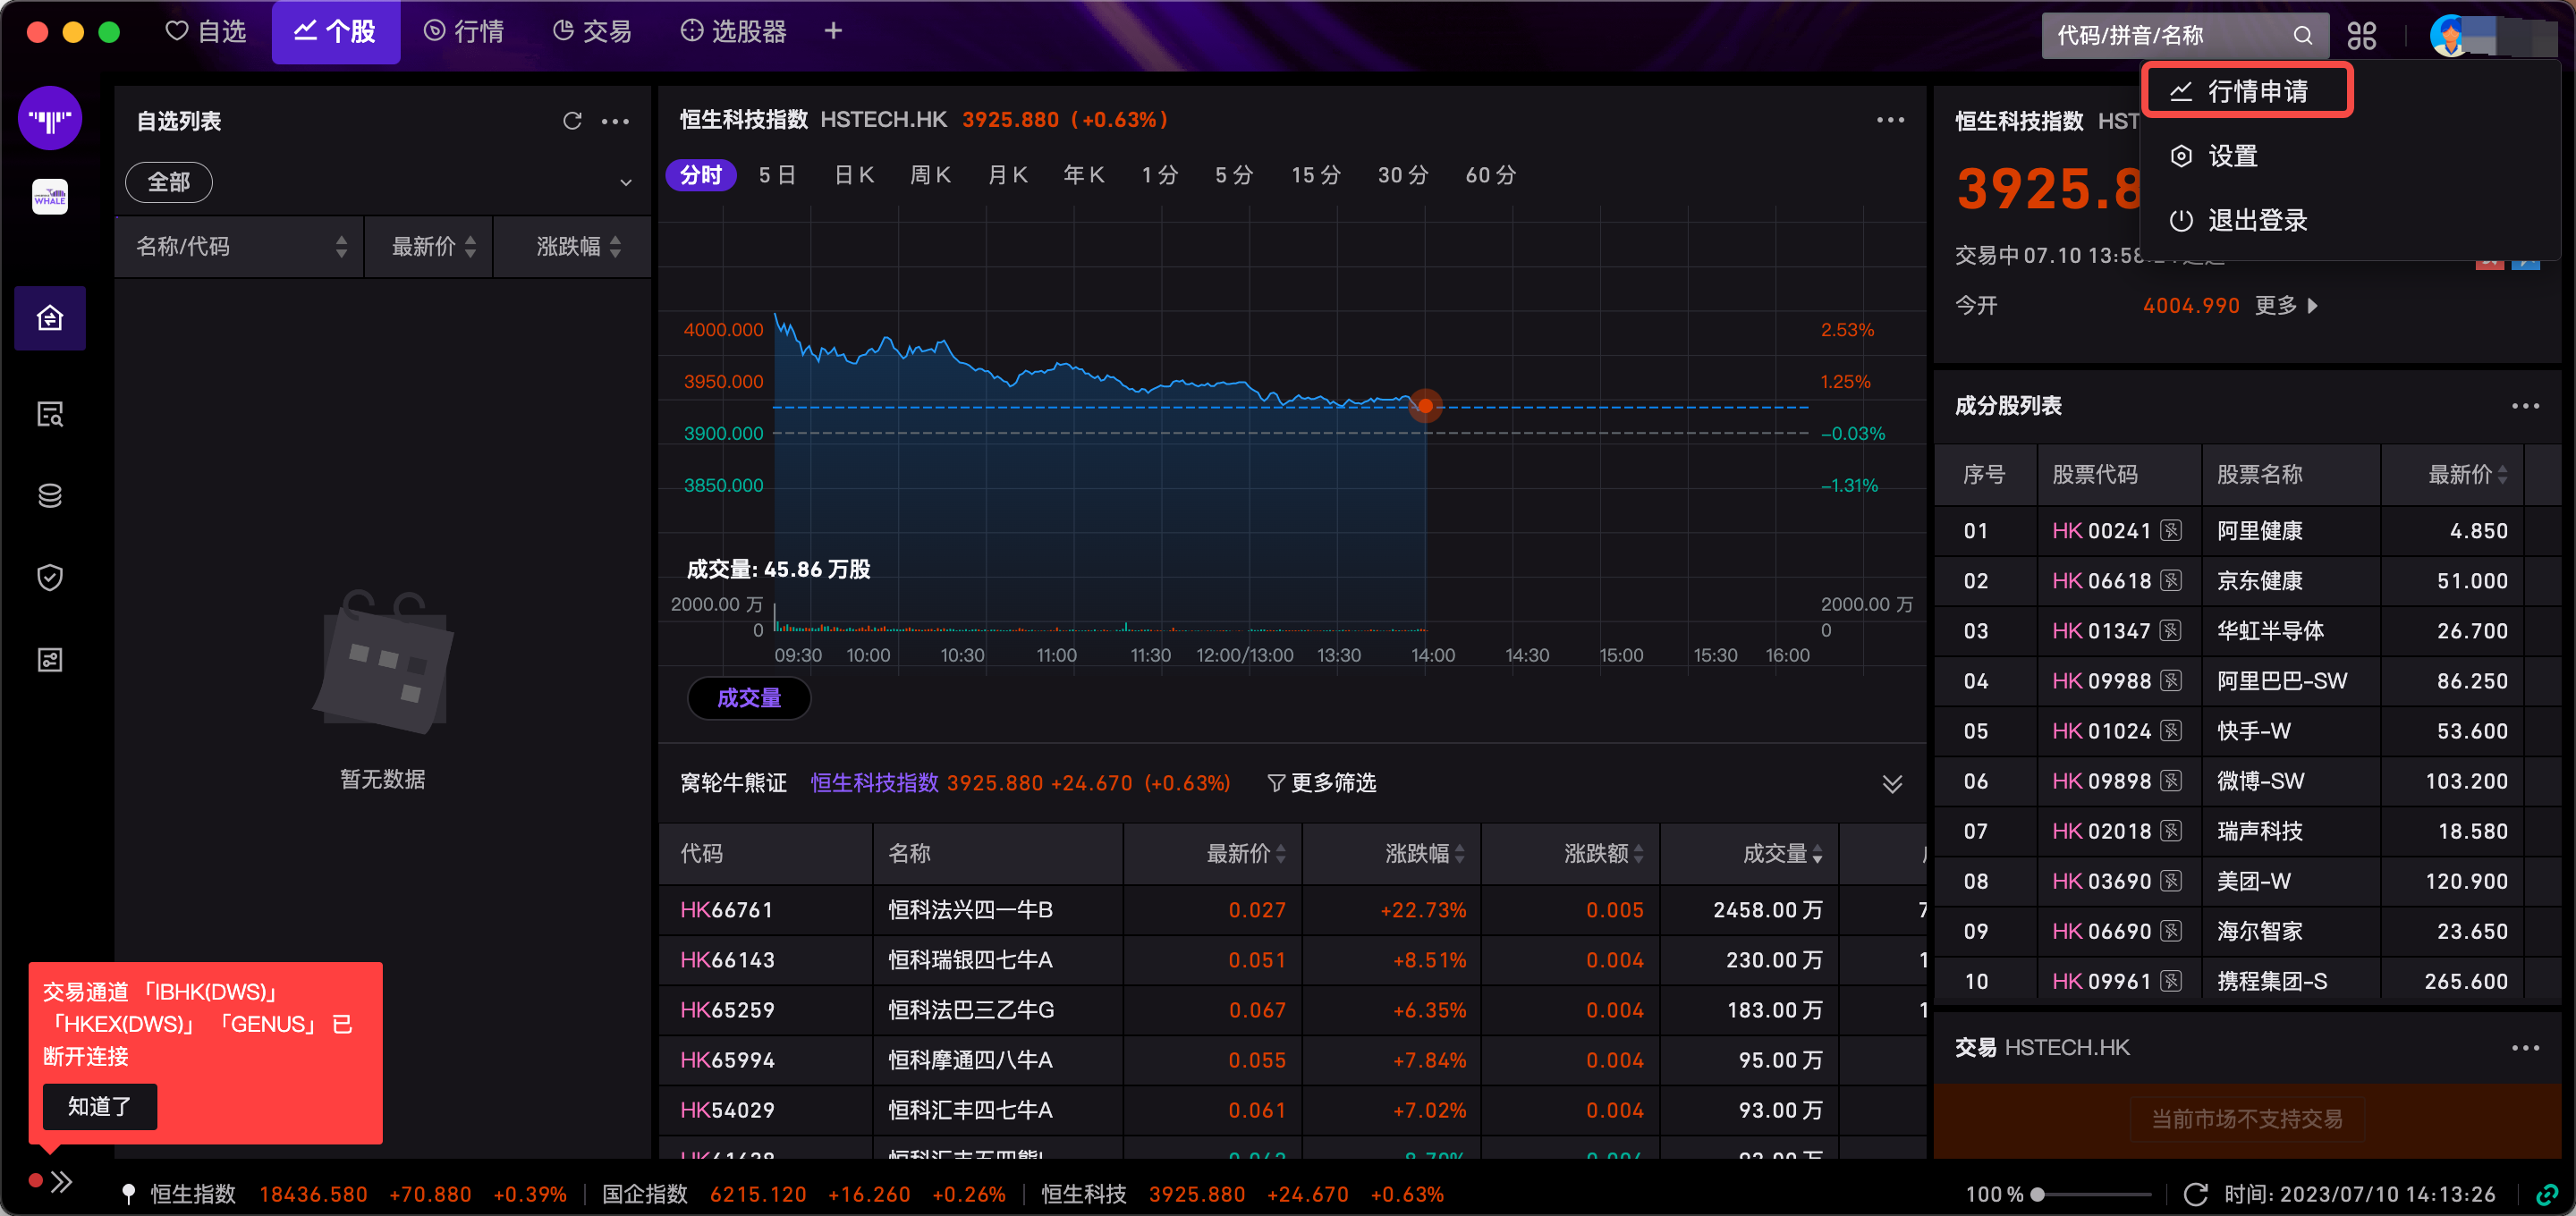 自选
个股
行情
交易
选股器
代码/拼音/名称
行情申请
设置
退出登录
WHALE
自选列表
全部
名称/代码 最新价 涨跌幅
暂无数据
交易通道「IBHK(DWS)」
「HKEX(DWS)」「GENUS」已
断开连接
知道了
恒生科技指数 HSTECH.HK 3925.880 (+0.63%)
分时 5日 日K 周K 月K 年K 1分 5分 15分 30分 60分
4000.000 2.53%
3950.000 1.25%
3900.000 -0.03%
3850.000 -1.31%
成交量: 45.86 万股
2000.00 万 2000.00 万
0 0
09:30 10:00 10:30 11:00 11:30 12:00/13:00 13:30 14:00 14:30 15:00 15:30 16:00
成交量
窝轮牛熊证 恒生科技指数 3925.880 +24.670 (+0.63%) 更多筛选
代码 名称 最新价 涨跌幅 涨跌额 成交量
HK66761 恒科法兴四一牛B 0.027 +22.73% 0.005 2458.00 万 7
HK66143 恒科瑞银四七牛A 0.051 +8.51% 0.004 230.00 万 1
HK65259 恒科法巴三乙牛G 0.067 +6.35% 0.004 183.00 万 1
HK65994 恒科摩通四八牛A 0.055 +7.84% 0.004 95.00 万
HK54029 恒科汇丰四七牛A 0.061 +7.02% 0.004 93.00 万
恒生科技指数 HST
3925.8
交易中 07.10 13:58
今开 4004.990 更多
成分股列表
序号 股票代码 股票名称 最新价
01 HK 00241 阿里健康 4.850
02 HK 06618 京东健康 51.000
03 HK 01347 华虹半导体 26.700
04 HK 09988 阿里巴巴-SW 86.250
05 HK 01024 快手-W 53.600
06 HK 09898 微博-SW 103.200
07 HK 02018 瑞声科技 18.580
08 HK 03690 美团-W 120.900
09 HK 06690 海尔智家 23.650
10 HK 09961 携程集团-S 265.600
交易 HSTECH.HK
当前市场不支持交易
恒生指数 18436.580 +70.880 +0.39% 国企指数 6215.120 +16.260 +0.26% 恒生科技 3925.880 +24.670 +0.63%
100 % 时间: 2023/07/10 14:13:26